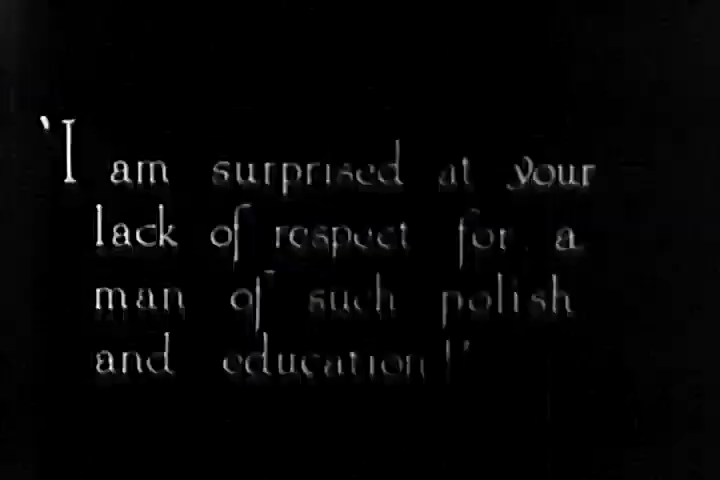 'I am surprised at your
lack of respect for a
man of such polish
and education!'